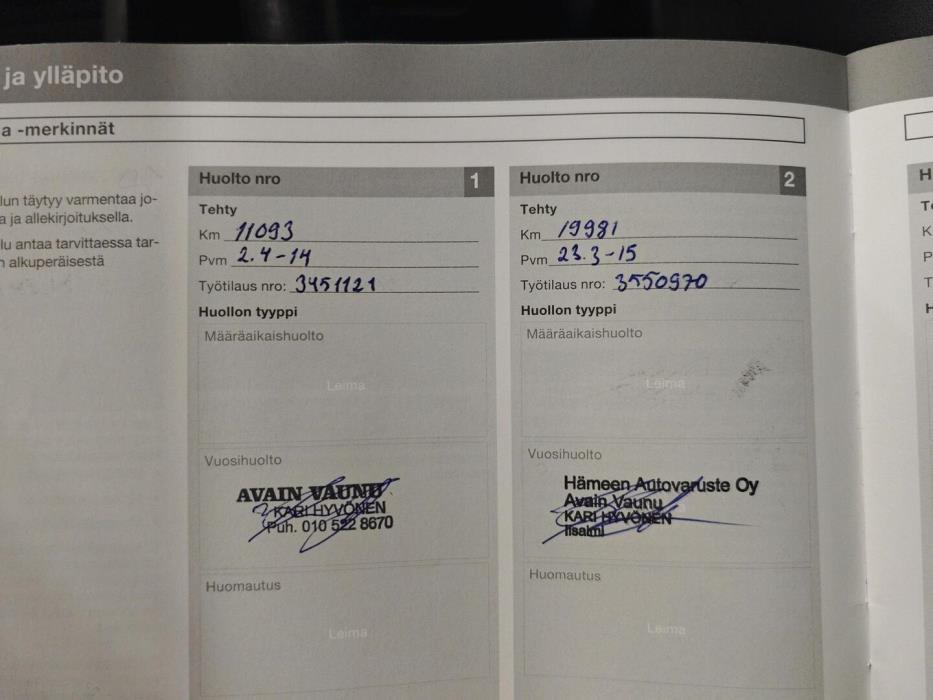 ja ylläpito
a -merkinnät
lun täytyy varmentaa jo-
a ja allekirjoituksella.
lu antaa tarvittaessa tar-
n alkuperäisestä
Huolto nro 1
Tehty
Km 11093
Pvm 2.4-14
Työtilaus nro: 3451121
Huollon tyyppi
Määräaikaishuolto
Leima
Vuosihuolto
AVAIN VAUNU
KARI HYVÖNEN
Puh. 010 522 8670
Huomautus
Leima
Huolto nro 2
Tehty
Km 19981
Pvm 23.3-15
Työtilaus nro: 3550970
Huollon tyyppi
Määräaikaishuolto
Leima
Vuosihuolto
Hämeen Autovaruste Oy
Avain Vaunu
KARI HYVÖNEN
Iisalmi
Huomautus
Leima
H
T
K
P
T
H